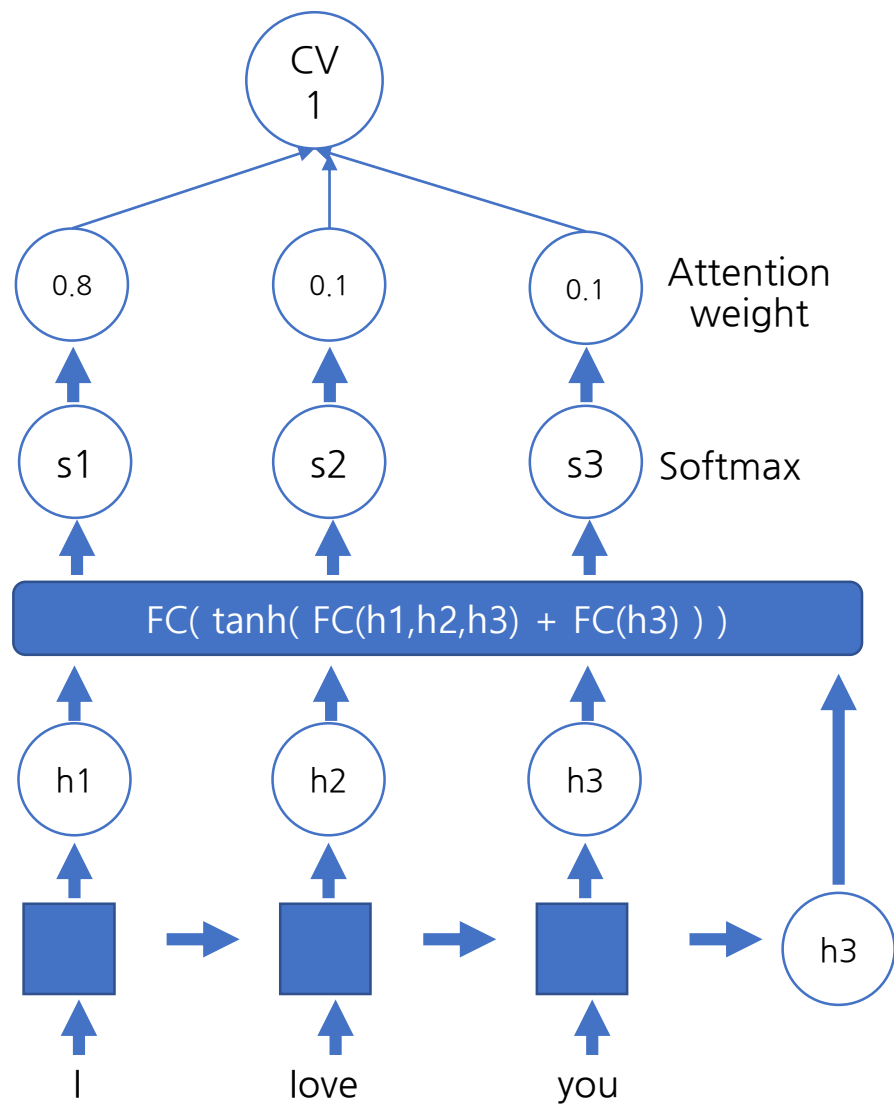 CV
1
0.8
0.1
0.1
Attention
weight
s1
s2
s3
Softmax
FC( tanh( FC(h1,h2,h3) + FC(h3) ) )
h1
h2
h3
h3
I
love
you